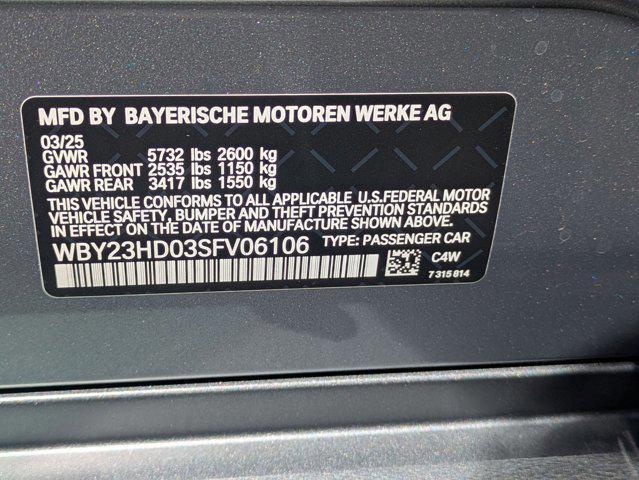 MFD BY BAYERISCHE MOTOREN WERKE AG
03/25
GVWR 5732 lbs 2600 kg
GAWR FRONT 2535 lbs 1150 kg
GAWR REAR 3417 lbs 1550 kg
THIS VEHICLE CONFORMS TO ALL APPLICABLE U.S.FEDERAL MOTOR
VEHICLE SAFETY, BUMPER AND THEFT PREVENTION STANDARDS
IN EFFECT ON THE DATE OF MANUFACTURE SHOWN ABOVE.
WBY23HD03SFV06106 TYPE: PASSENGER CAR
C4W
7 315 814